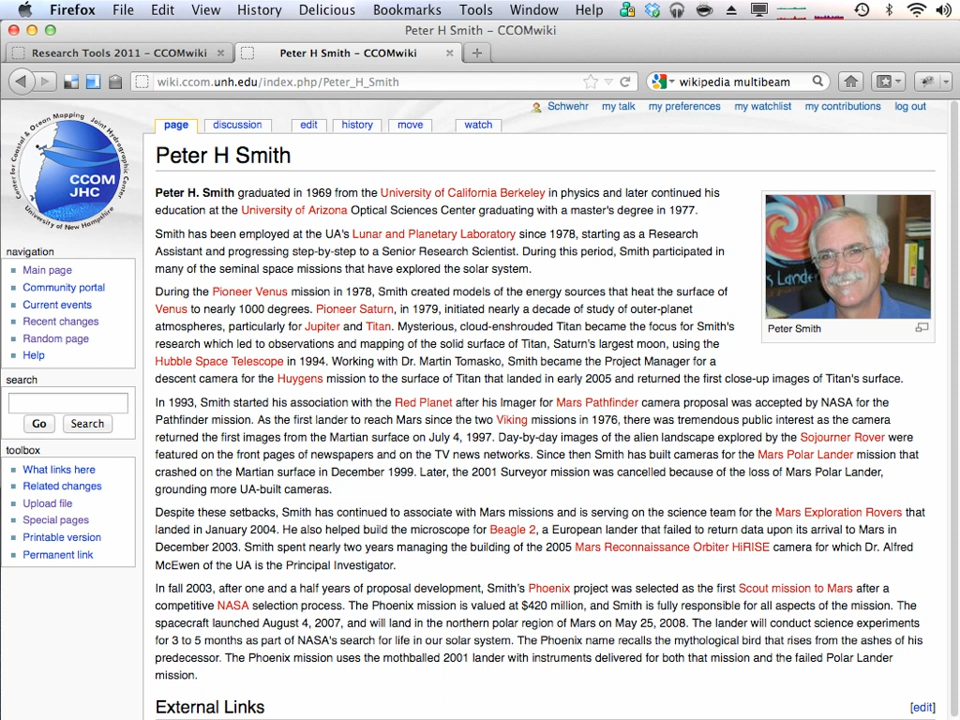 Firefox File Edit View History Delicious Bookmarks Tools Window Help
Peter H Smith – CCOMwiki
Research Tools 2011 – CCOMwiki × Peter H Smith – CCOMwiki × +
wiki.ccom.unh.edu/index.php/Peter_H_Smith wikipedia multibeam
Schwehr my talk my preferences my watchlist my contributions log out
page discussion edit history move watch
Center for Coastal & Ocean Mapping Joint Hydrographic Center
CCOM
JHC
University of New Hampshire
navigation
Main page
Community portal
Current events
Recent changes
Random page
Help
search
Go Search
toolbox
What links here
Related changes
Upload file
Special pages
Printable version
Permanent link
Peter H Smith
Peter H. Smith graduated in 1969 from the University of California Berkeley in physics and later continued his
education at the University of Arizona Optical Sciences Center graduating with a master's degree in 1977.
Smith has been employed at the UA's Lunar and Planetary Laboratory since 1978, starting as a Research
Assistant and progressing step-by-step to a Senior Research Scientist. During this period, Smith participated in
many of the seminal space missions that have explored the solar system.
During the Pioneer Venus mission in 1978, Smith created models of the energy sources that heat the surface of
Venus to nearly 1000 degrees. Pioneer Saturn, in 1979, initiated nearly a decade of study of outer-planet
atmospheres, particularly for Jupiter and Titan. Mysterious, cloud-enshrouded Titan became the focus for Smith's
research which led to observations and mapping of the solid surface of Titan, Saturn's largest moon, using the
Hubble Space Telescope in 1994. Working with Dr. Martin Tomasko, Smith became the Project Manager for a
descent camera for the Huygens mission to the surface of Titan that landed in early 2005 and returned the first close-up images of Titan's surface.
Peter Smith
In 1993, Smith started his association with the Red Planet after his Imager for Mars Pathfinder camera proposal was accepted by NASA for the
Pathfinder mission. As the first lander to reach Mars since the two Viking missions in 1976, there was tremendous public interest as the camera
returned the first images from the Martian surface on July 4, 1997. Day-by-day images of the alien landscape explored by the Sojourner Rover were
featured on the front pages of newspapers and on the TV news networks. Since then Smith has built cameras for the Mars Polar Lander mission that
crashed on the Martian surface in December 1999. Later, the 2001 Surveyor mission was cancelled because of the loss of Mars Polar Lander,
grounding more UA-built cameras.
Despite these setbacks, Smith has continued to associate with Mars missions and is serving on the science team for the Mars Exploration Rovers that
landed in January 2004. He also helped build the microscope for Beagle 2, a European lander that failed to return data upon its arrival to Mars in
December 2003. Smith spent nearly two years managing the building of the 2005 Mars Reconnaissance Orbiter HiRISE camera for which Dr. Alfred
McEwen of the UA is the Principal Investigator.
In fall 2003, after one and a half years of proposal development, Smith's Phoenix project was selected as the first Scout mission to Mars after a
competitive NASA selection process. The Phoenix mission is valued at $420 million, and Smith is fully responsible for all aspects of the mission. The
spacecraft launched August 4, 2007, and will land in the northern polar region of Mars on May 25, 2008. The lander will conduct science experiments
for 3 to 5 months as part of NASA's search for life in our solar system. The Phoenix name recalls the mythological bird that rises from the ashes of his
predecessor. The Phoenix mission uses the mothballed 2001 lander with instruments delivered for both that mission and the failed Polar Lander
mission.
External Links [edit]